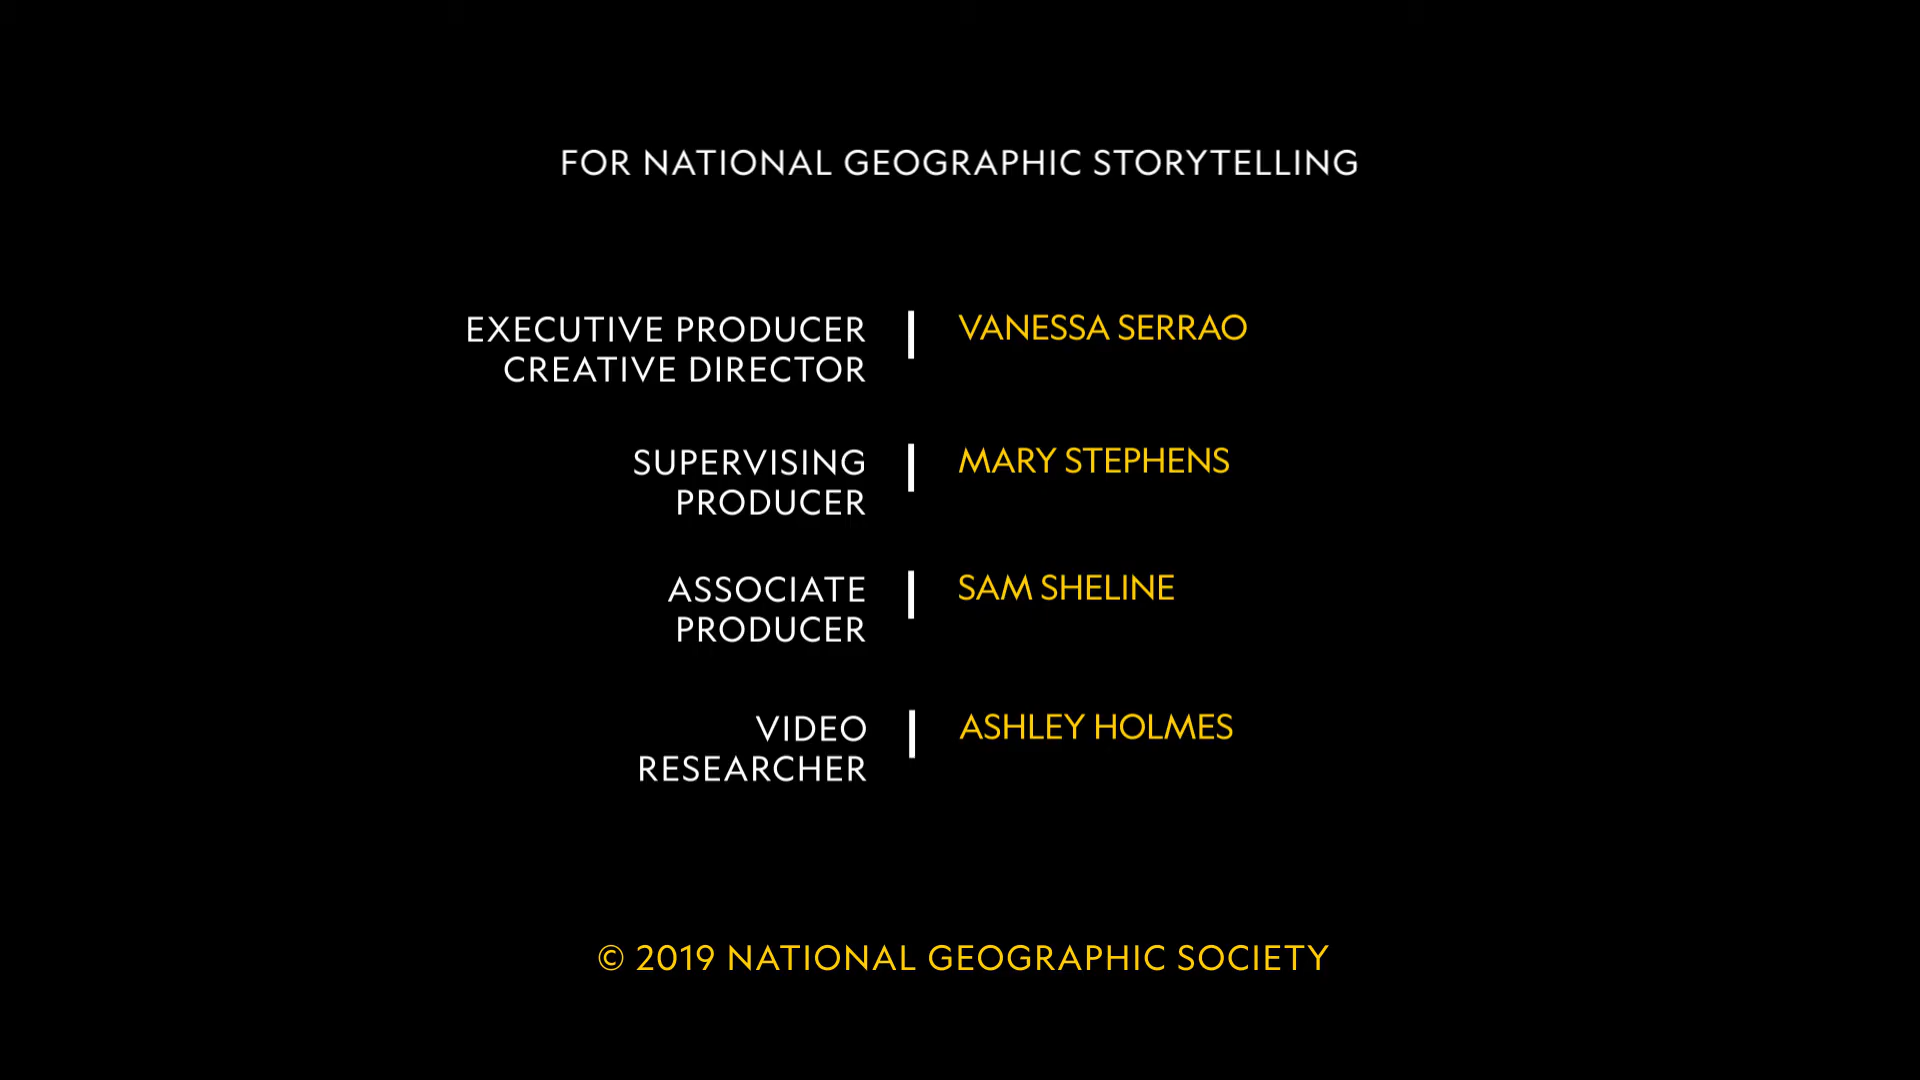 FOR NATIONAL GEOGRAPHIC STORYTELLING
EXECUTIVE PRODUCER | VANESSA SERRAO
CREATIVE DIRECTOR
SUPERVISING | MARY STEPHENS
PRODUCER
ASSOCIATE | SAM SHELINE
PRODUCER
VIDEO | ASHLEY HOLMES
RESEARCHER
© 2019 NATIONAL GEOGRAPHIC SOCIETY